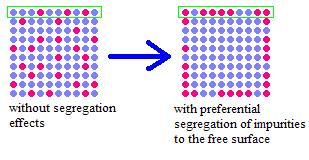 without segregation
effects
with preferential
segregation of impurities
to the free surface